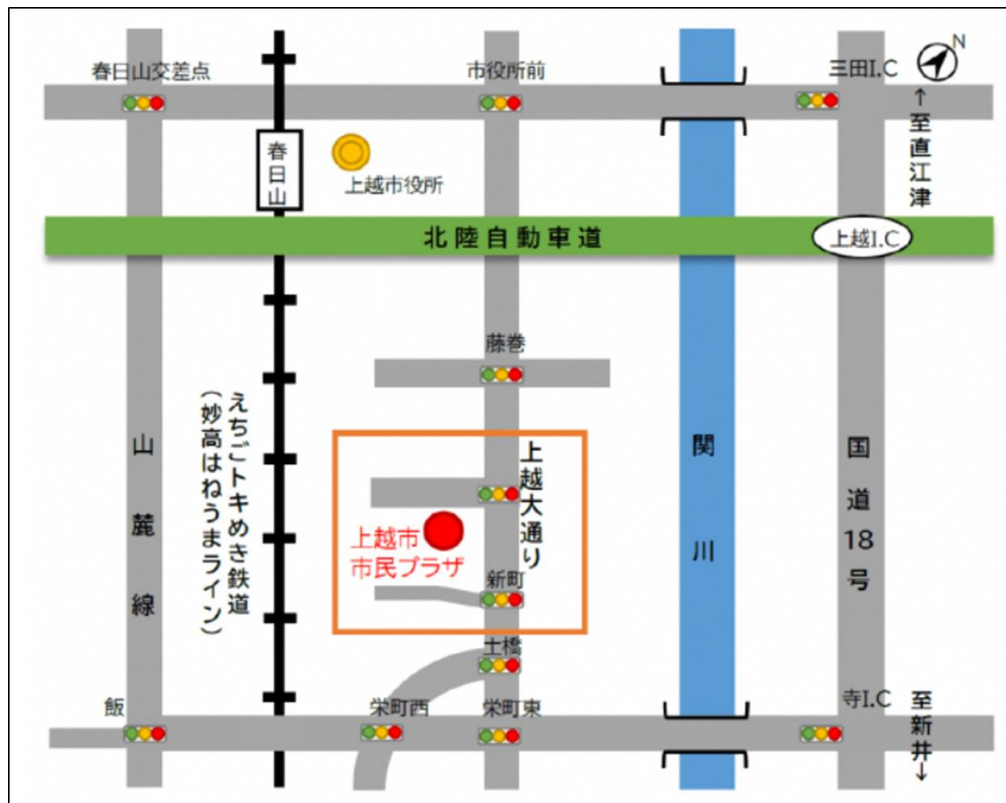 N
春日山交差点
市役所前
三田I.C
↑至直江津
春日山
上越市役所
北陸自動車道
上越I.C
藤巻
山麓線
えちごトキめき鉄道
(妙高はねうまライン)
上越大通り
関川
国道18号
上越市
市民プラザ
新町
土橋
飯
栄町西
栄町東
寺I.C
至新井↓